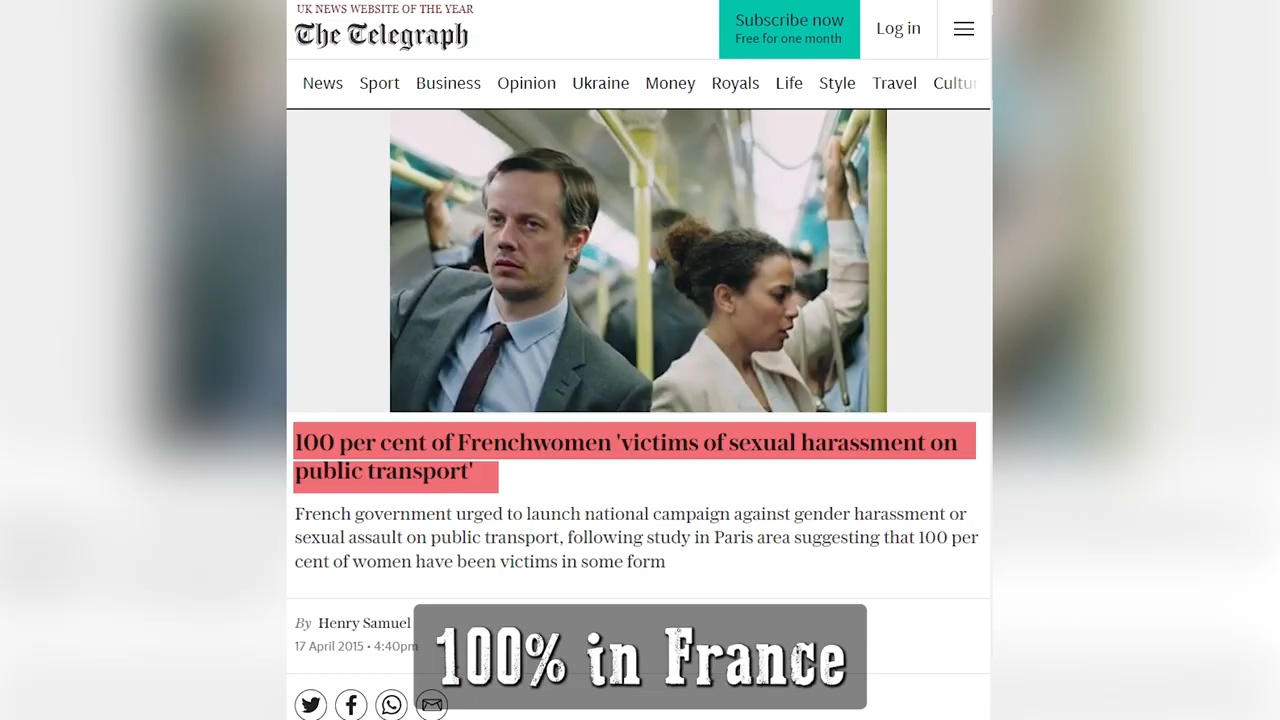 UK NEWS WEBSITE OF THE YEAR
The Telegraph
Subscribe now
Free for one month
Log in
News Sport Business Opinion Ukraine Money Royals Life Style Travel Cultu
100 per cent of Frenchwomen 'victims of sexual harassment on
public transport'
French government urged to launch national campaign against gender harassment or
sexual assault on public transport, following study in Paris area suggesting that 100 per
cent of women have been victims in some form
By Henry Samuel
17 April 2015 • 4:40pm
100% in France